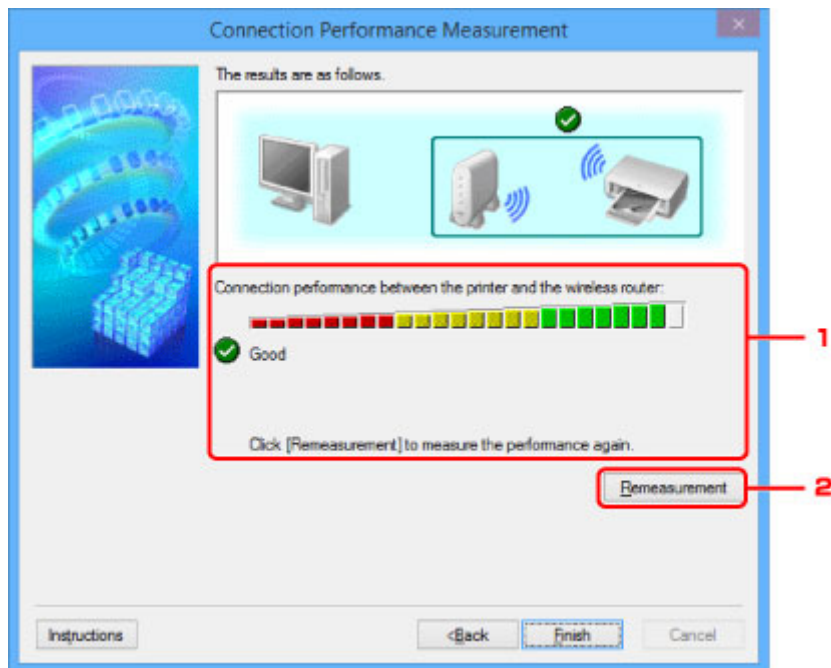 Connection Performance Measurement
The results are as follows.
Connection performance between the printer and the wireless router:
Good
Click [Remeasurement] to measure the performance again.
1
Remeasurement
2
Instructions
<Back
Finish
Cancel